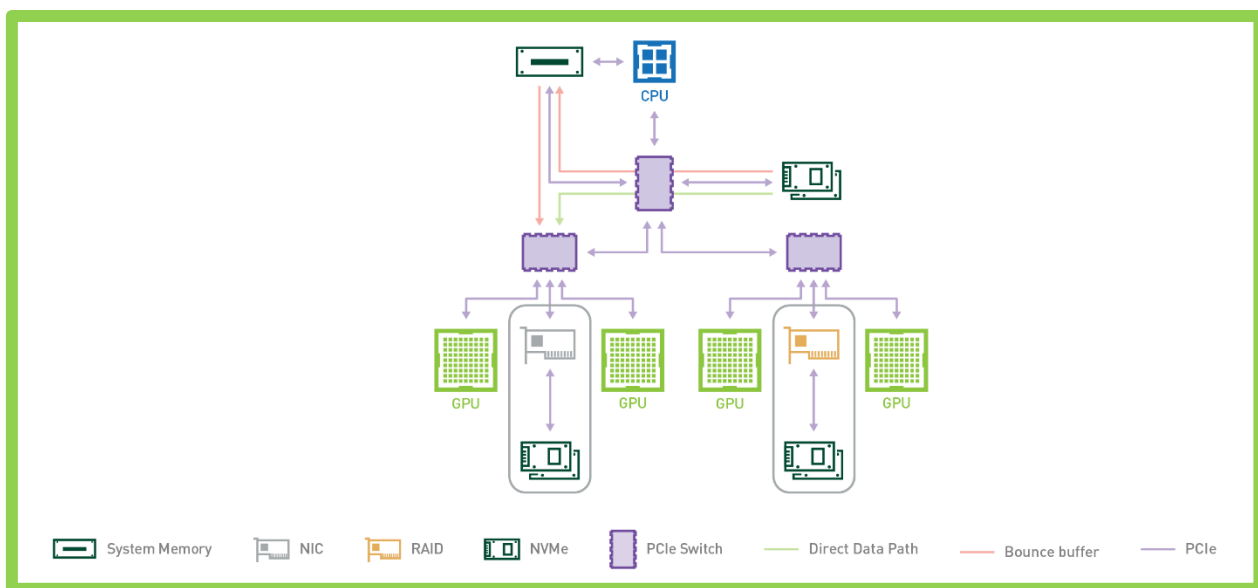 CPU
GPU
GPU
GPU
GPU
System Memory
NIC
RAID
NVMe
PCIe Switch
Direct Data Path
Bounce buffer
PCIe